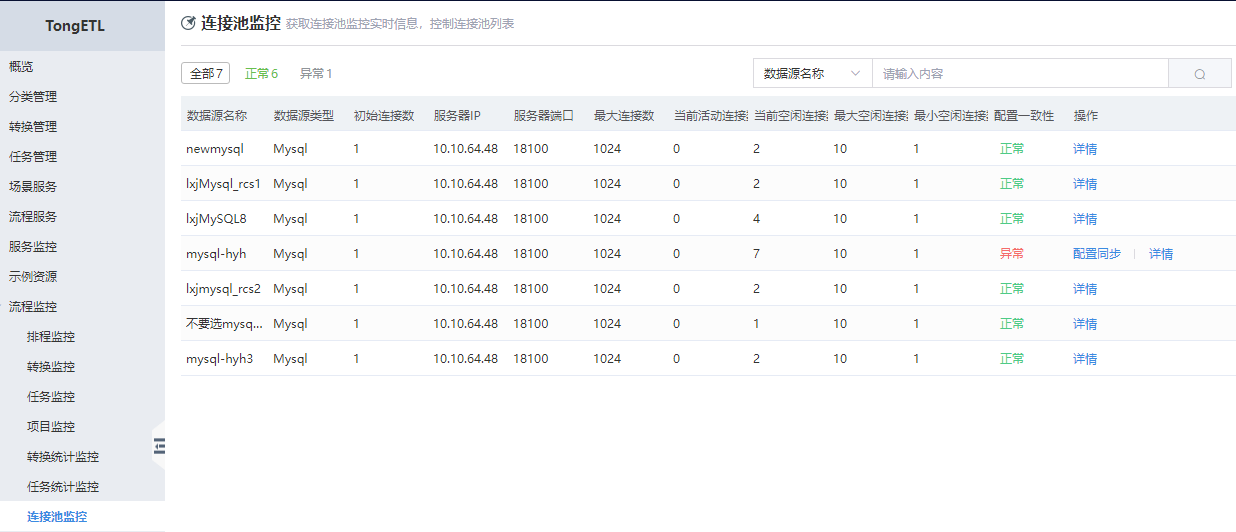 TongETL
概览
分类管理
转换管理
任务管理
场景服务
流程服务
服务监控
示例资源
流程监控
排程监控
转换监控
任务监控
项目监控
转换统计监控
任务统计监控
连接池监控
连接池监控 获取连接池监控实时信息，控制连接池列表
全部 7 正常 6 异常 1 数据源名称 请输入内容
数据源名称 数据源类型 初始连接数 服务器IP 服务器端口 最大连接数 当前活动连接 当前空闲连接 最大空闲连接 最小空闲连接 配置一致性 操作
newmysql Mysql 1 10.10.64.48 18100 1024 0 2 10 1 正常 详情
lxjMysql_rcs1 Mysql 1 10.10.64.48 18100 1024 0 2 10 1 正常 详情
lxjMySQL8 Mysql 1 10.10.64.48 18100 1024 0 4 10 1 正常 详情
mysql-hyh Mysql 1 10.10.64.48 18100 1024 0 7 10 1 异常 配置同步 详情
lxjmysql_rcs2 Mysql 1 10.10.64.48 18100 1024 0 2 10 1 正常 详情
不要选mysq... Mysql 1 10.10.64.48 18100 1024 0 1 10 1 正常 详情
mysql-hyh3 Mysql 1 10.10.64.48 18100 1024 0 2 10 1 正常 详情